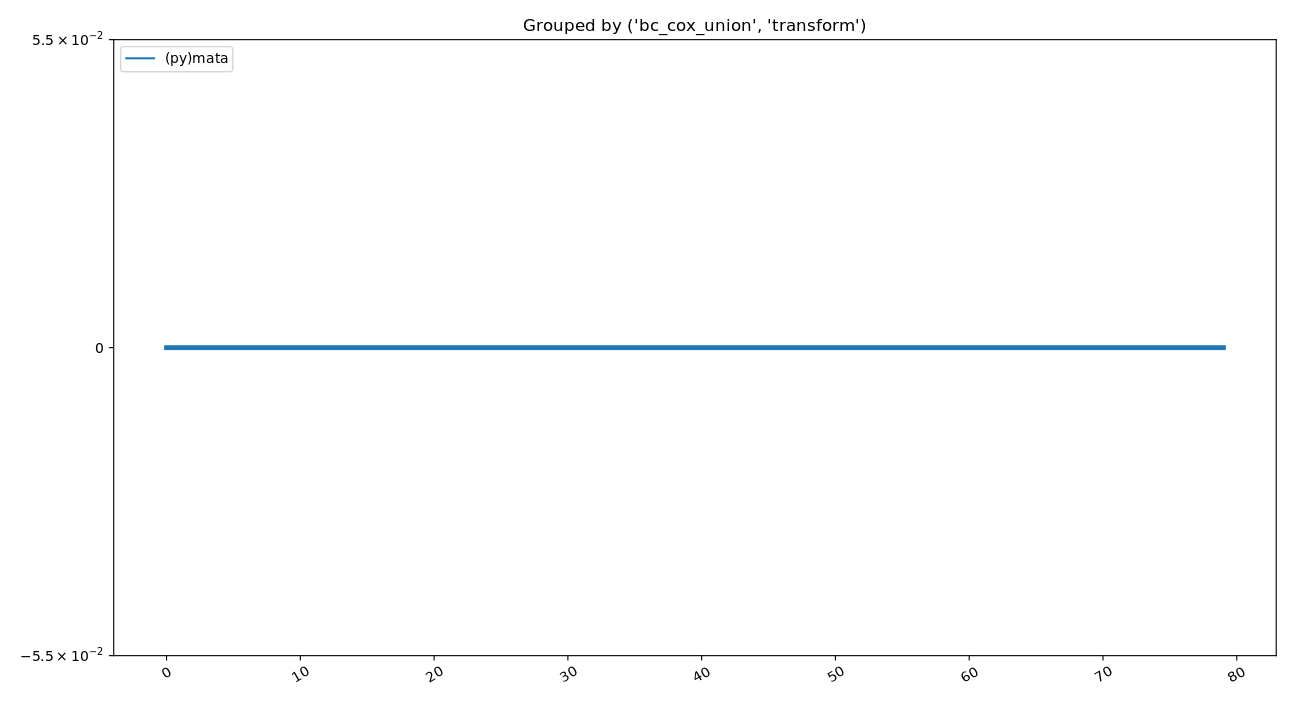 Grouped by ('bc_cox_union', 'transform')
5.5 × 10⁻²
(py)mata
0
−5.5 × 10⁻²
0 10 20 30 40 50 60 70 80